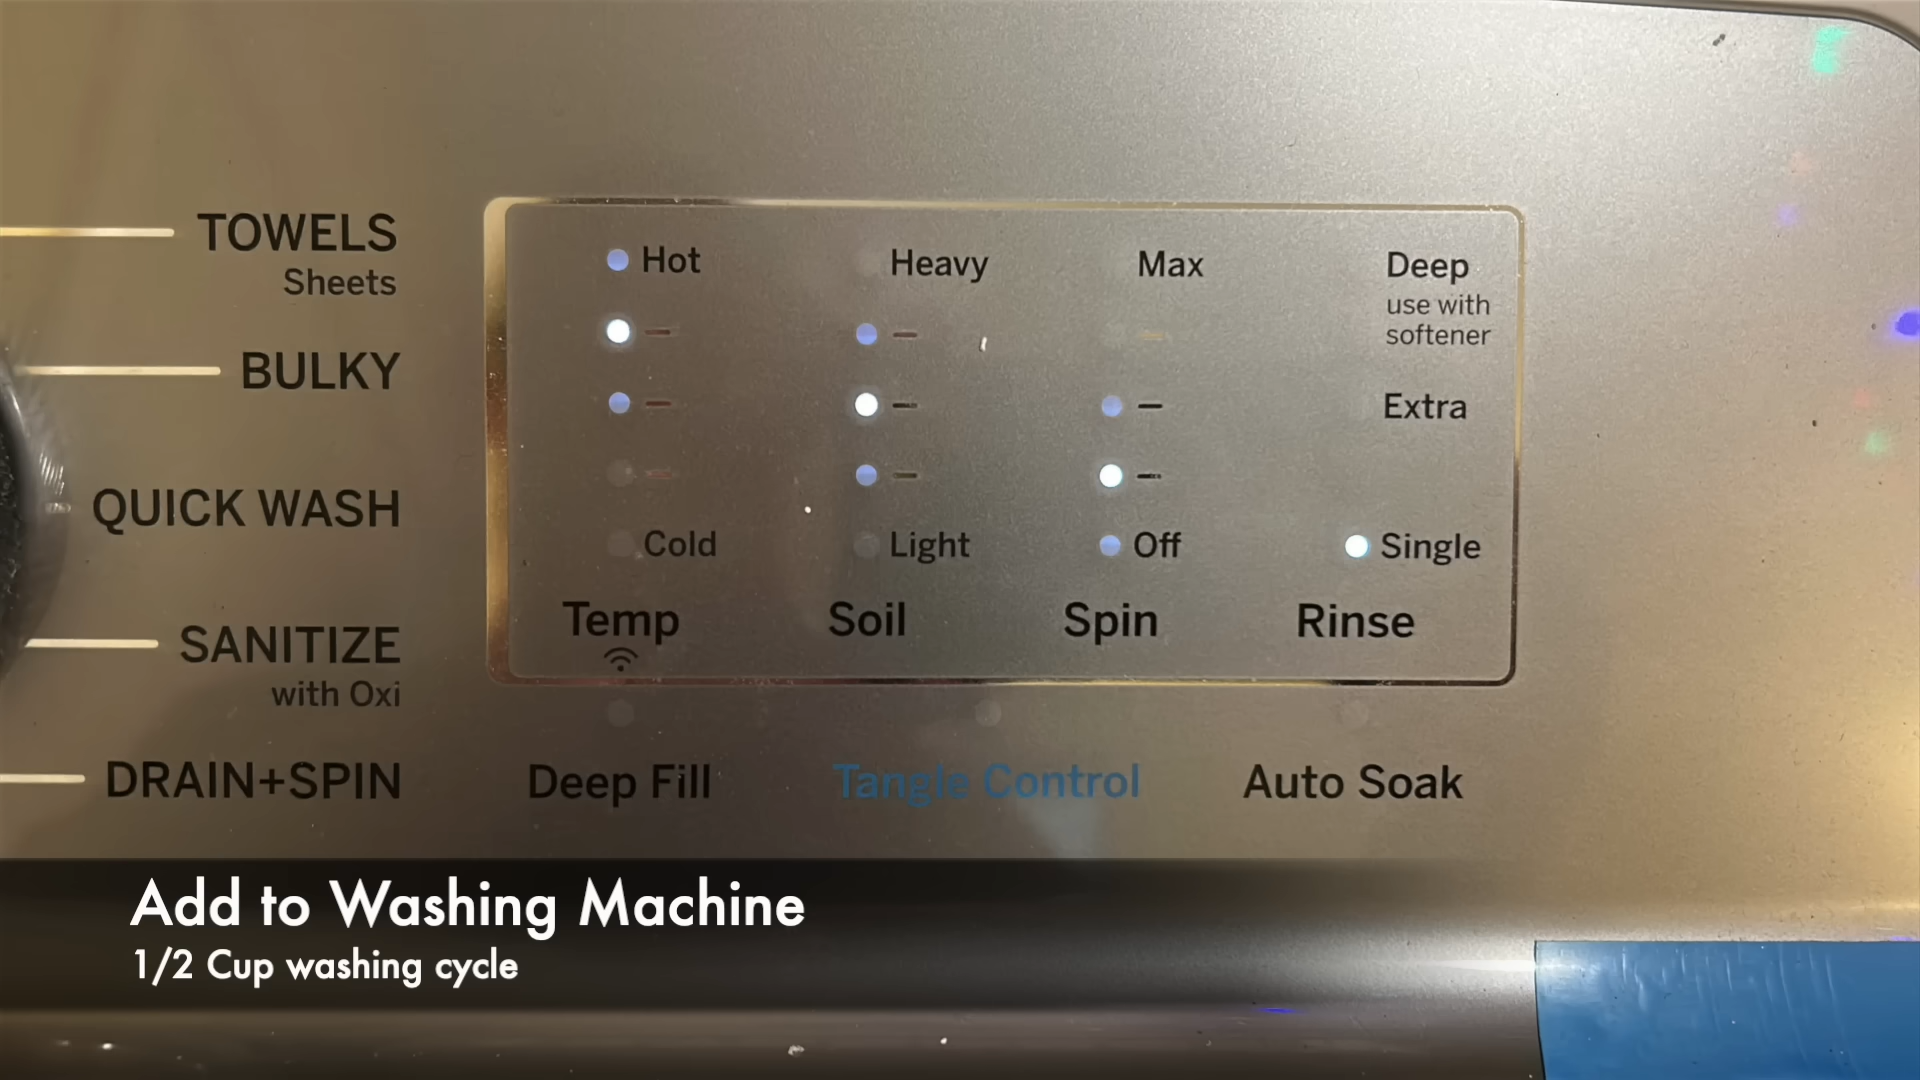 TOWELS
Sheets
BULKY
QUICK WASH
SANITIZE
with Oxi
DRAIN+SPIN
Hot
Heavy
Max
Deep
use with
softener
Extra
Cold
Light
Off
Single
Temp
Soil
Spin
Rinse
Deep Fill
Tangle Control
Auto Soak
Add to Washing Machine
1/2 Cup washing cycle